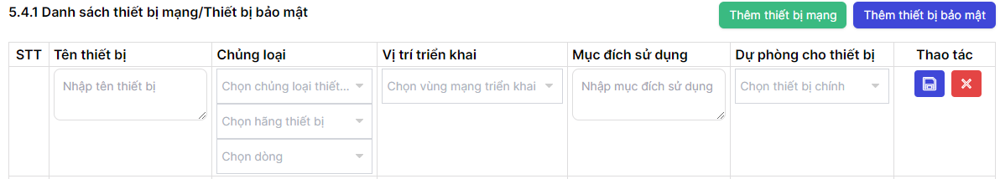 5.4.1 Danh sách thiết bị mạng/Thiết bị bảo mật
Thêm thiết bị mạng
Thêm thiết bị bảo mật
STT Tên thiết bị Chủng loại Vị trí triển khai Mục đích sử dụng Dự phòng cho thiết bị Thao tác
Nhập tên thiết bị
Chọn chủng loại thiết...
Chọn hãng thiết bị
Chọn dòng
Chọn vùng mạng triển khai
Nhập mục đích sử dụng
Chọn thiết bị chính